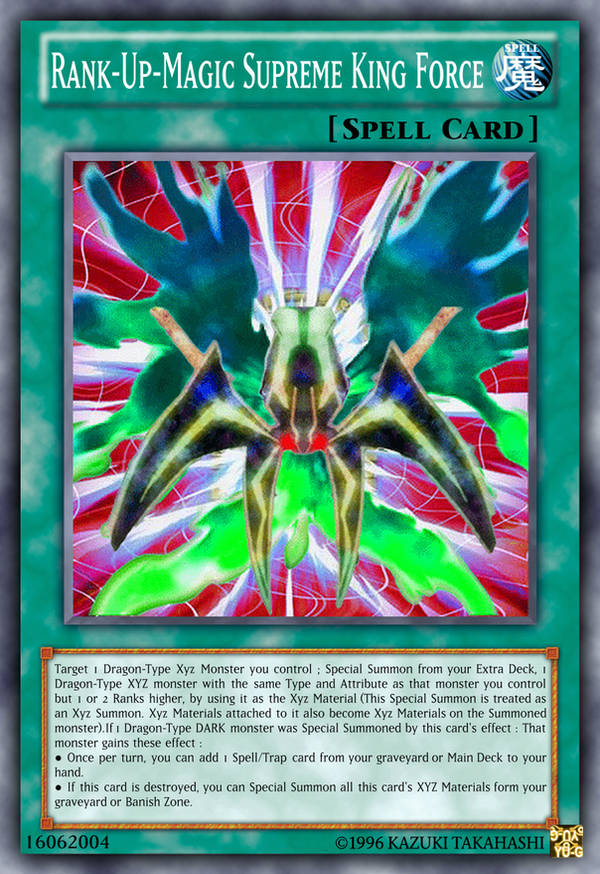 Rank-Up-Magic Supreme King Force
SPELL
魔
[Spell Card]
Target 1 Dragon-Type Xyz Monster you control ; Special Summon from your Extra Deck, 1
Dragon-Type XYZ monster with the same Type and Attribute as that monster you control
but 1 or 2 Ranks higher, by using it as the Xyz Material (This Special Summon is treated as
an Xyz Summon. Xyz Materials attached to it also become Xyz Materials on the Summoned
monster).If 1 Dragon-Type DARK monster was Special Summoned by this card's effect : That
monster gains these effect :
● Once per turn, you can add 1 Spell/Trap card from your graveyard or Main Deck to your
hand.
● If this card is destroyed, you can Special Summon all this card's XYZ Materials form your
graveyard or Banish Zone.
16062004
©1996 KAZUKI TAKAHASHI